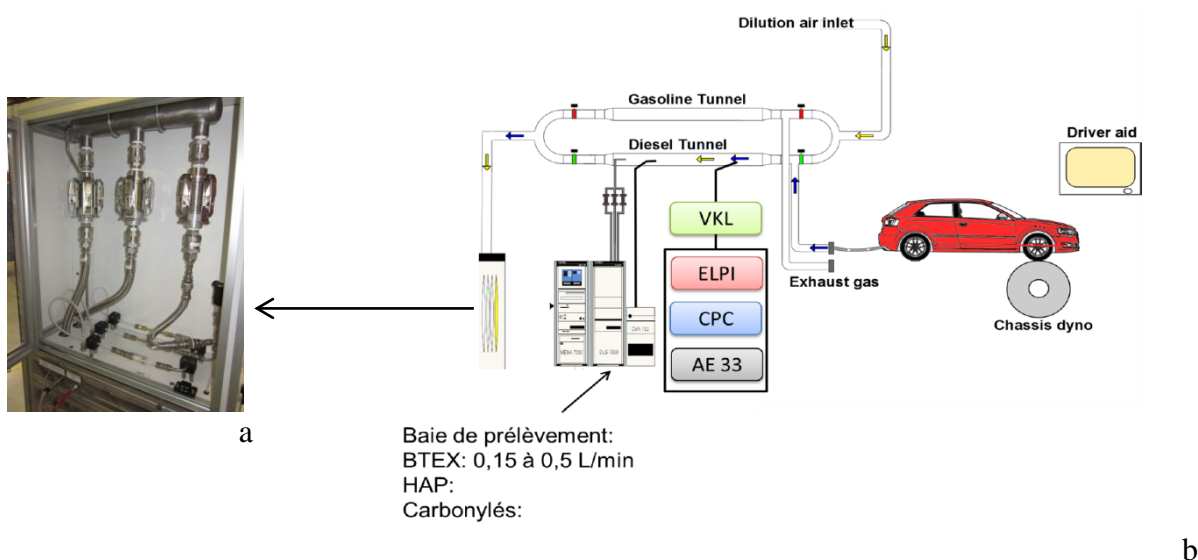 Dilution air inlet
Gasoline Tunnel
Diesel Tunnel
Driver aid
VKL
ELPI
CPC
AE 33
Exhaust gas
Chassis dyno
a
Baie de prélèvement:
BTEX: 0,15 à 0,5 L/min
HAP:
Carbonylés:
b